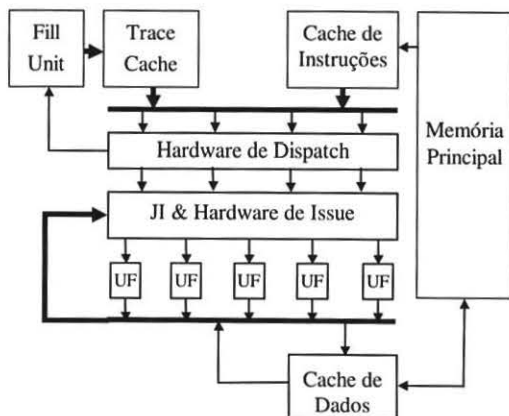 Fill
Unit
Trace
Cache
Cache de
Instruções
Memória
Principal
Hardware de Dispatch
JI & Hardware de Issue
UF
UF
UF
UF
UF
Cache de
Dados